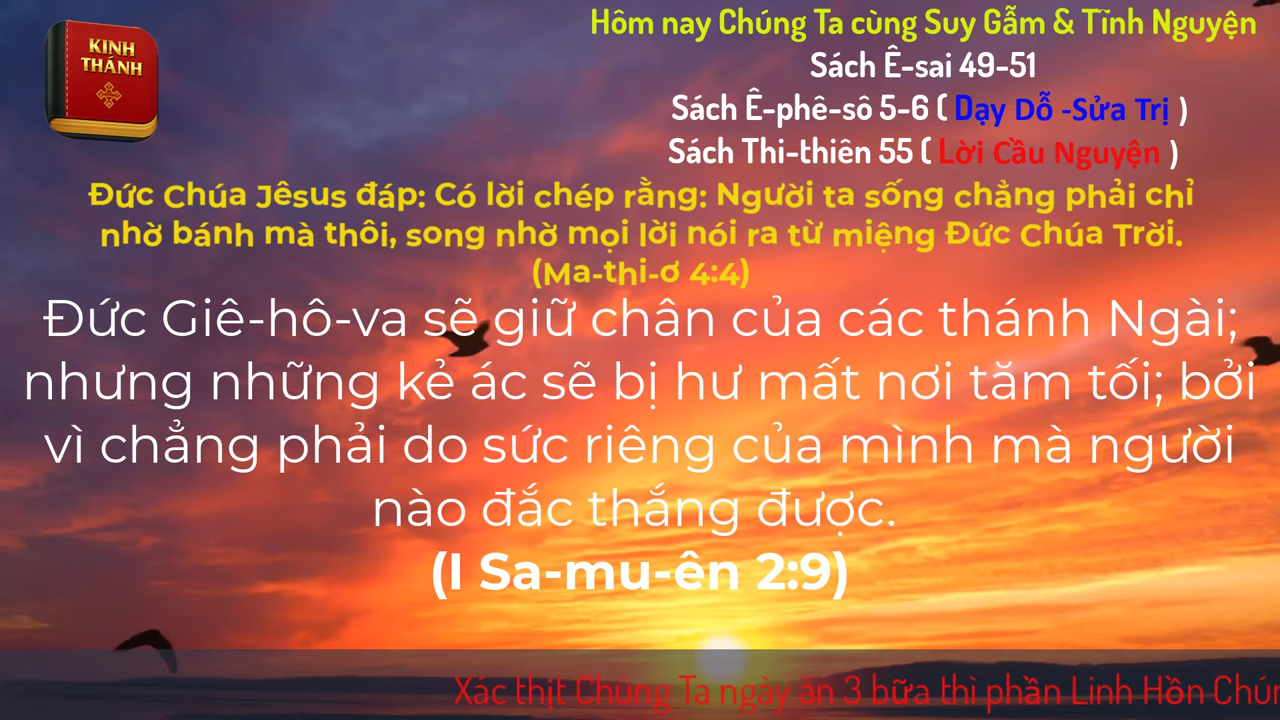 KINH
THÁNH
Hôm nay Chúng Ta cùng Suy Gẫm & Tĩnh Nguyện
Sách Ê-sai 49-51
Sách Ê-phê-sô 5-6 ( Dạy Dỗ -Sửa Trị )
Sách Thi-thiên 55 ( Lời Cầu Nguyện )
Đức Chúa Jêsus đáp: Có lời chép rằng: Người ta sống chẳng phải chỉ
nhờ bánh mà thôi, song nhờ mọi lời nói ra từ miệng Đức Chúa Trời.
(Ma-thi-ơ 4:4)
Đức Giê-hô-va sẽ giữ chân của các thánh Ngài;
nhưng những kẻ ác sẽ bị hư mất nơi tăm tối; bởi
vì chẳng phải do sức riêng của mình mà người
nào đắc thắng được.
(I Sa-mu-ên 2:9)
Xác thịt Chúng Ta ngày ăn 3 bữa thì phần Linh Hồn